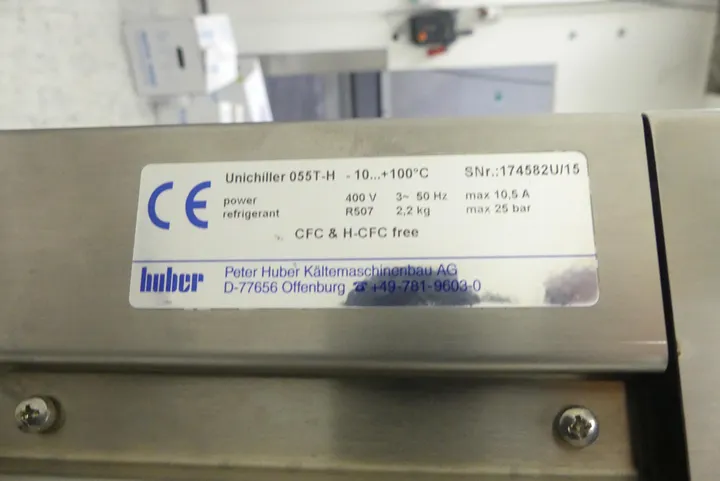 CE
Unichiller 055T-H - 10...+100°C SNr.:174582U/15
power 400 V 3~ 50 Hz max 10,5 A
refrigerant R507 2,2 kg max 25 bar
CFC & H-CFC free
huber
Peter Huber Kältemaschinenbau AG
D-77656 Offenburg ☎ +49-781-9603-0